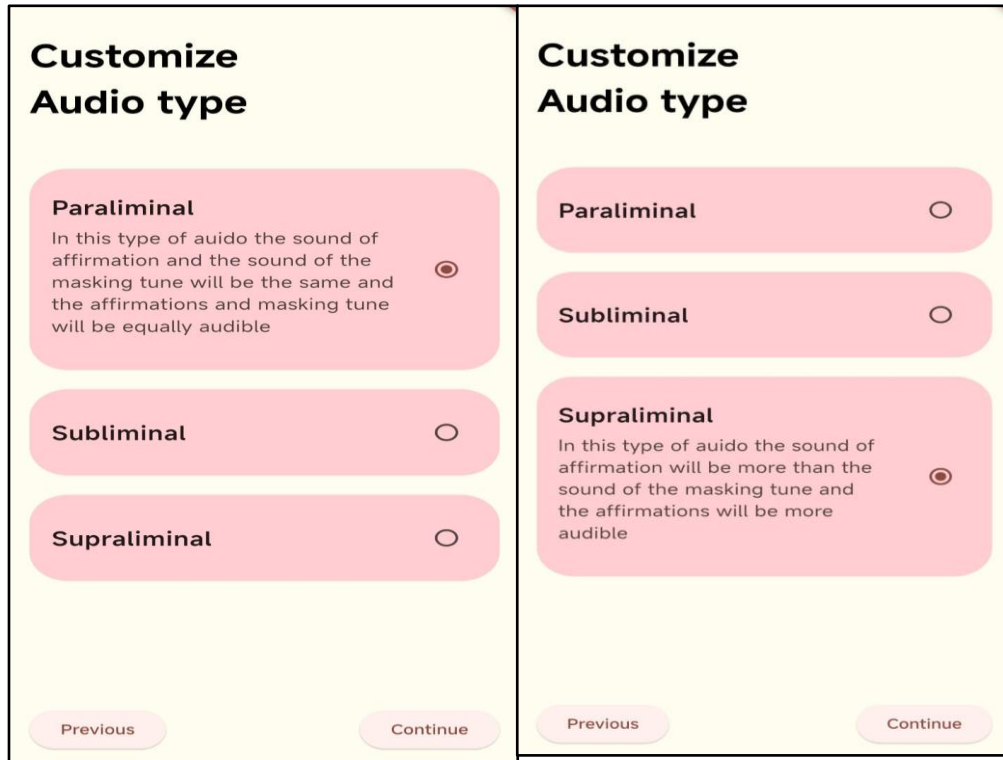 Customize
Audio type
Paraliminal
In this type of auido the sound of
affirmation and the sound of the
masking tune will be the same and
the affirmations and masking tune
will be equally audible
Subliminal
Supraliminal
Previous
Continue
Customize
Audio type
Paraliminal
Subliminal
Supraliminal
In this type of auido the sound of
affirmation will be more than the
sound of the masking tune and
the affirmations will be more
audible
Previous
Continue